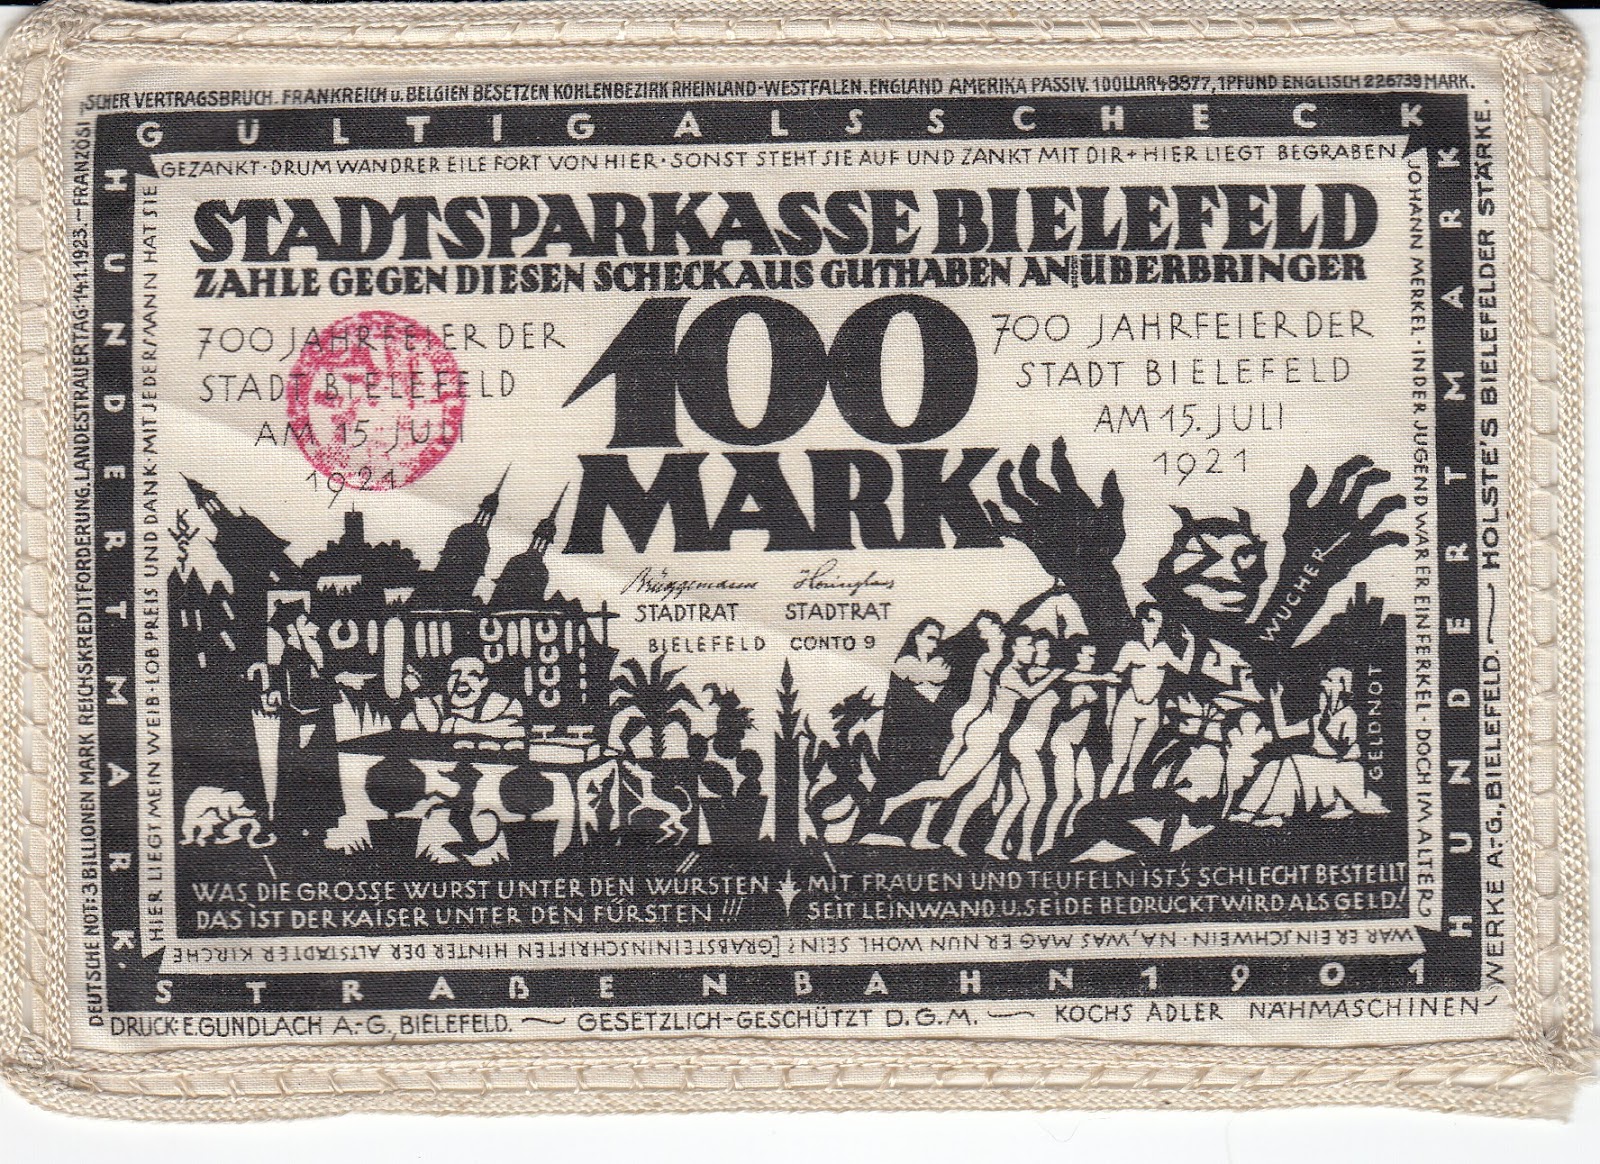 SCHER VERTRAGSBRUCH. FRANKREICH u. BELGIEN BESETZEN KOHLENBEZIRK RHEINLAND-WESTFALEN. ENGLAND AMERIKA PASSIV. 1DOLLAR 48877, 1PFUND ENGLISCH 226739 MARK.
GÜLTIG ALS SCHECK
GEZANKT · DRUM WANDRER EILE FORT VON HIER · SONST STEHT SIE AUF UND ZANKT MIT DIR + HIER LIEGT BEGRABEN
STADTSPARKASSE BIELEFELD
ZAHLE GEGEN DIESEN SCHECK AUS GUTHABEN AN ÜBERBRINGER
700 JAHRFEIER DER
STADT BIELEFELD
AM 15. JULI
1921
100
MARK
700 JAHRFEIER DER
STADT BIELEFELD
AM 15. JULI
1921
STADTRAT STADTRAT
BIELEFELD CONTO 9
WUCHER
GELDNOT
WAS DIE GROSSE WURST UNTER DEN WÜRSTEN
DAS IST DER KAISER UNTER DEN FÜRSTEN !!!
MIT FRAUEN UND TEUFELN IST'S SCHLECHT BESTELLT
SEIT LEINWAND U. SEIDE BEDRUCKT WIRD ALS GELD!
JOHANN MERKEL · IN DER JUGEND WAR ER EIN FERKEL · DOCH IM ALTER
WAR ER EIN SCHWEIN · NA, WAS MAG ER NUN WOHL SEIN? [GRABSTEININSCHRIFTEN HINTER DER ALTSTÄDTER KIRCHE
HIER LIEGT MEIN WEIB · LOB PREIS UND DANK · MIT JEDERMANN HAT SIE
HUNDERTMARK
HUNDERTMARK.
STRAßENBAHN 1901
DEUTSCHE NOT: 3 BILLIONEN MARK REICHSKREDITFORDERUNG. LANDESTRAUERTAG · 14.1.1923. – FRANZÖSI-
HOLSTE'S BIELEFELDER STÄRKE.
WERKE A.-G., BIELEFELD.
DRUCK: E. GUNDLACH A.-G., BIELEFELD. GESETZLICH-GESCHÜTZT D.G.M. KOCHS ADLER NÄHMASCHINEN